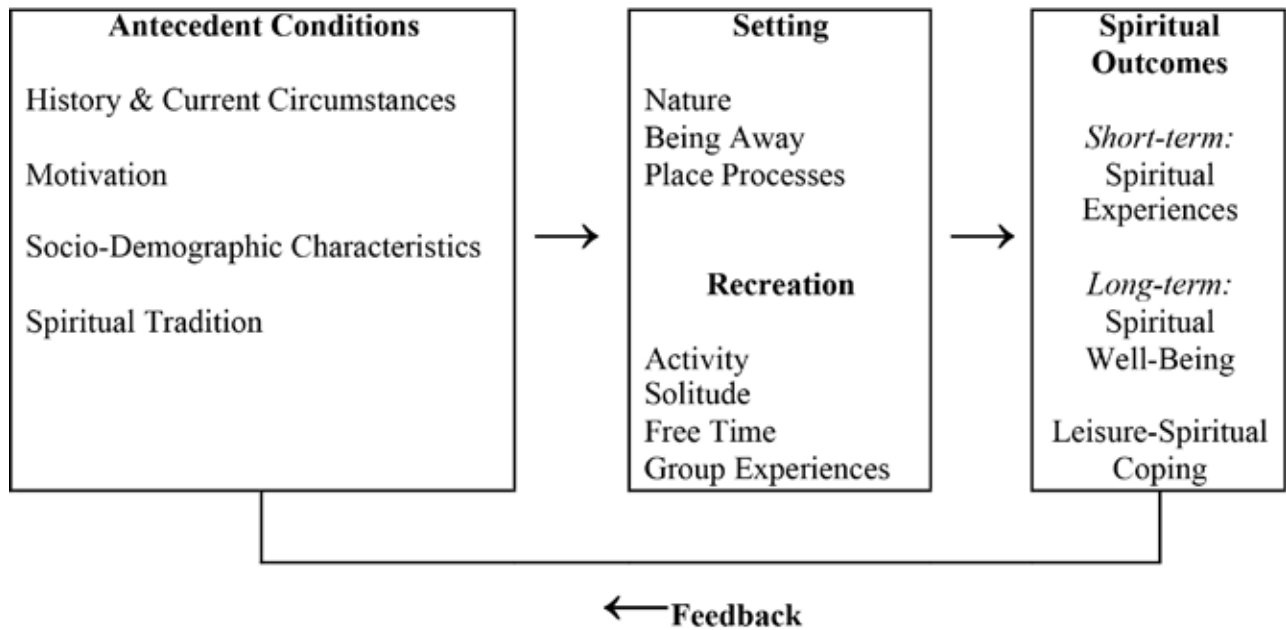 Antecedent Conditions
History & Current Circumstances
Motivation
Socio-Demographic Characteristics
Spiritual Tradition
Setting
Nature
Being Away
Place Processes
Recreation
Activity
Solitude
Free Time
Group Experiences
Spiritual
Outcomes
Short-term:
Spiritual
Experiences
Long-term:
Spiritual
Well-Being
Leisure-Spiritual
Coping
Feedback